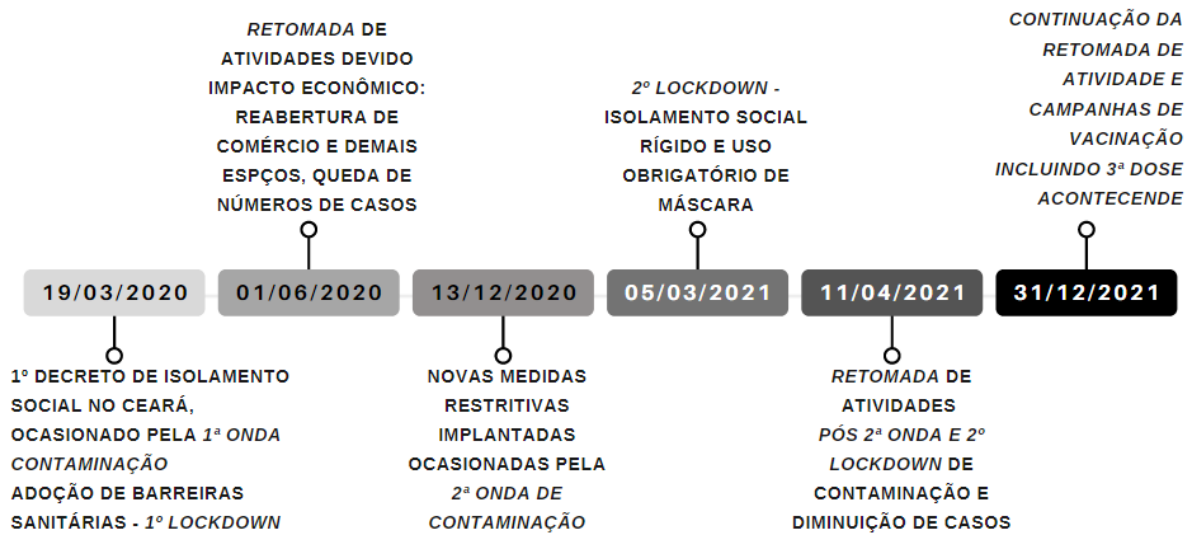 RETOMADA DE
ATIVIDADES DEVIDO
IMPACTO ECONÔMICO:
REABERTURA DE
COMÉRCIO E DEMAIS
ESPÇOS, QUEDA DE
NÚMEROS DE CASOS
2º LOCKDOWN -
ISOLAMENTO SOCIAL
RÍGIDO E USO
OBRIGATÓRIO DE
MÁSCARA
CONTINUAÇÃO DA
RETOMADA DE
ATIVIDADE E
CAMPANHAS DE
VACINAÇÃO
INCLUINDO 3ª DOSE
ACONTECENDE
19/03/2020
01/06/2020
13/12/2020
05/03/2021
11/04/2021
31/12/2021
1º DECRETO DE ISOLAMENTO
SOCIAL NO CEARÁ,
OCASIONADO PELA 1ª ONDA
CONTAMINAÇÃO
ADOÇÃO DE BARREIRAS
SANITÁRIAS - 1º LOCKDOWN
NOVAS MEDIDAS
RESTRITIVAS
IMPLANTADAS
OCASIONADAS PELA
2ª ONDA DE
CONTAMINAÇÃO
RETOMADA DE
ATIVIDADES
PÓS 2ª ONDA E 2º
LOCKDOWN DE
CONTAMINAÇÃO E
DIMINUIÇÃO DE CASOS